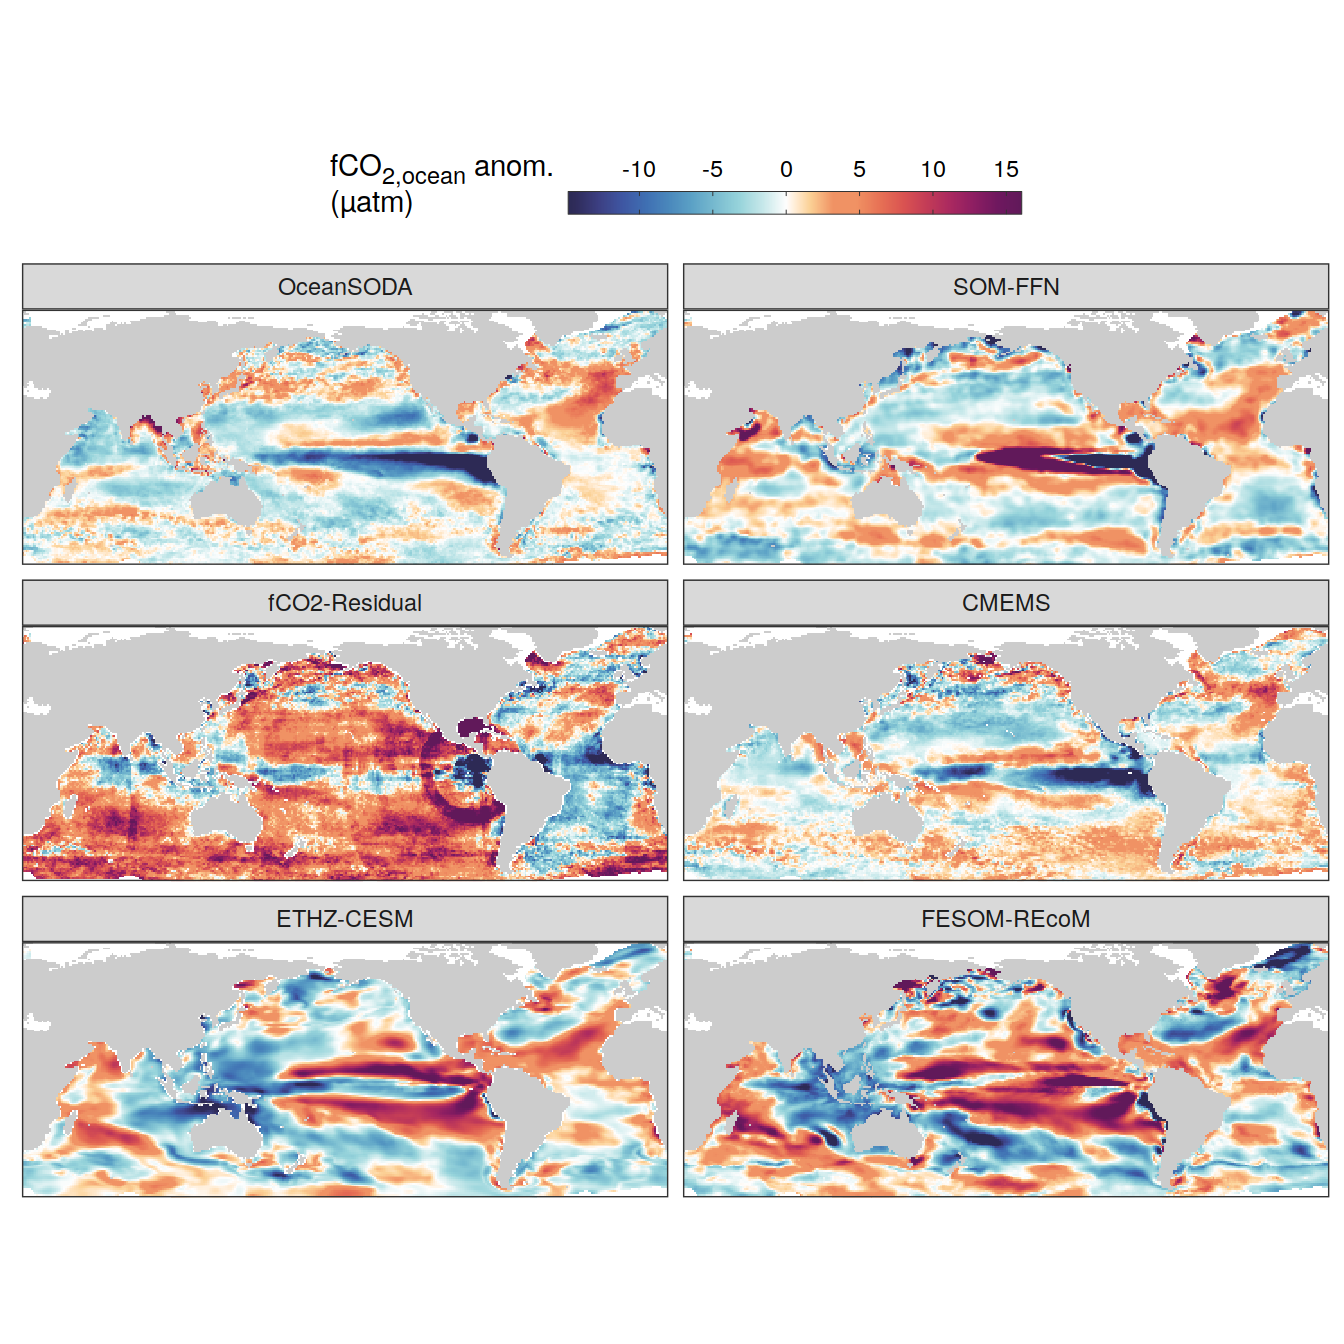 fCO2,ocean anom.
(µatm)
-10 -5 0 5 10 15
OceanSODA
SOM-FFN
fCO2-Residual
CMEMS
ETHZ-CESM
FESOM-REcoM